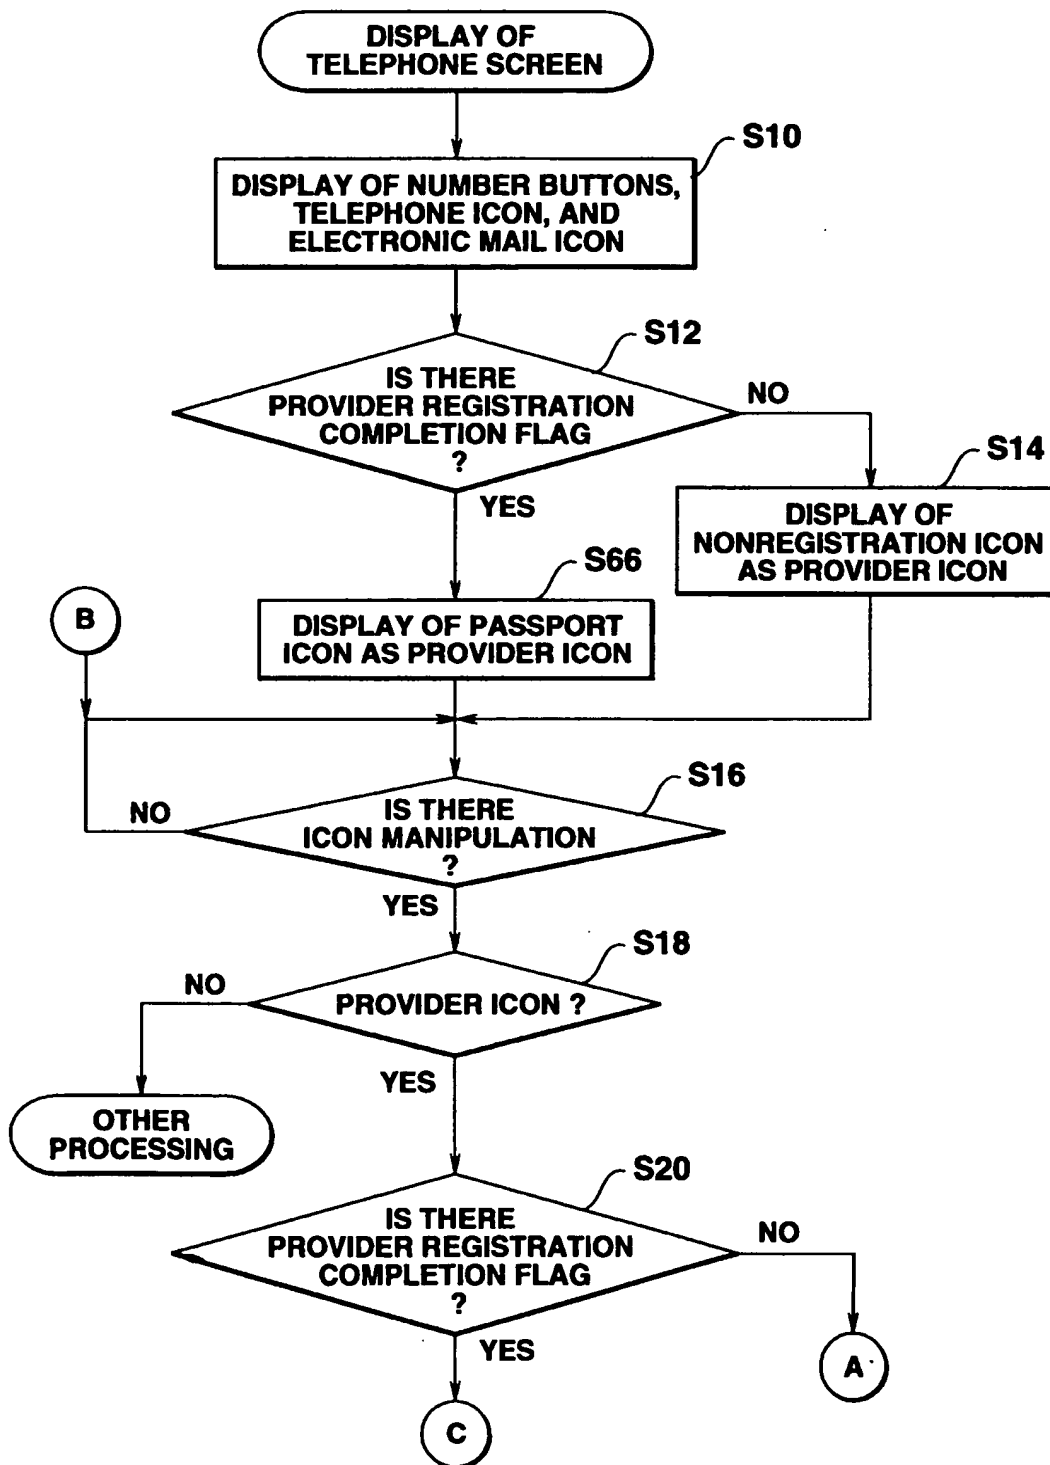 DISPLAY OF
TELEPHONE SCREEN
S10
DISPLAY OF NUMBER BUTTONS,
TELEPHONE ICON, AND
ELECTRONIC MAIL ICON
S12
IS THERE
PROVIDER REGISTRATION
COMPLETION FLAG
?
NO
YES
S14
DISPLAY OF
NONREGISTRATION ICON
AS PROVIDER ICON
S66
DISPLAY OF PASSPORT
ICON AS PROVIDER ICON
B
S16
IS THERE
ICON MANIPULATION
?
NO
YES
S18
PROVIDER ICON ?
NO
YES
OTHER
PROCESSING
S20
IS THERE
PROVIDER REGISTRATION
COMPLETION FLAG
?
NO
YES
A
C